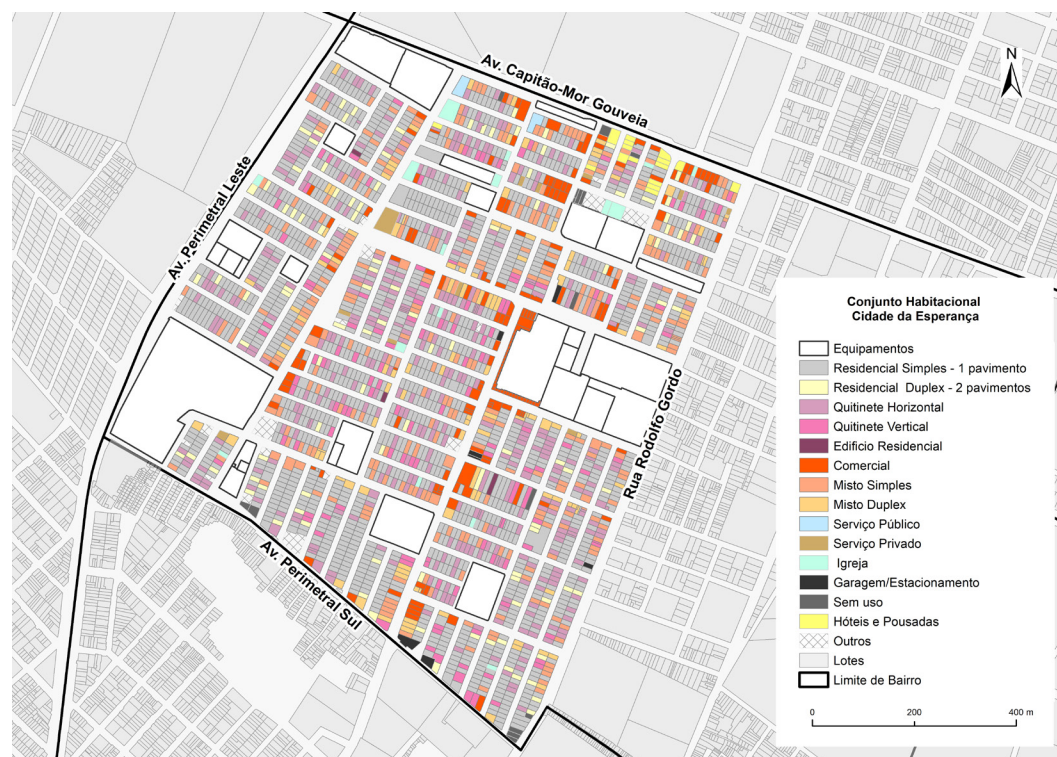 Av. Capitão-Mor Gouveia
N
Av. Perimetral Leste
Rua Rodolfo Gordo
Av. Perimetral Sul
Conjunto Habitacional
Cidade da Esperança
Equipamentos
Residencial Simples - 1 pavimento
Residencial Duplex - 2 pavimentos
Quitinete Horizontal
Quitinete Vertical
Edificio Residencial
Comercial
Misto Simples
Misto Duplex
Serviço Público
Serviço Privado
Igreja
Garagem/Estacionamento
Sem uso
Hóteis e Pousadas
Outros
Lotes
Limite de Bairro
0 200 400 m